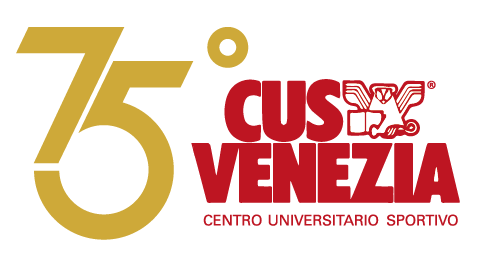 75°
CUS ®
VENEZIA
CENTRO UNIVERSITARIO SPORTIVO